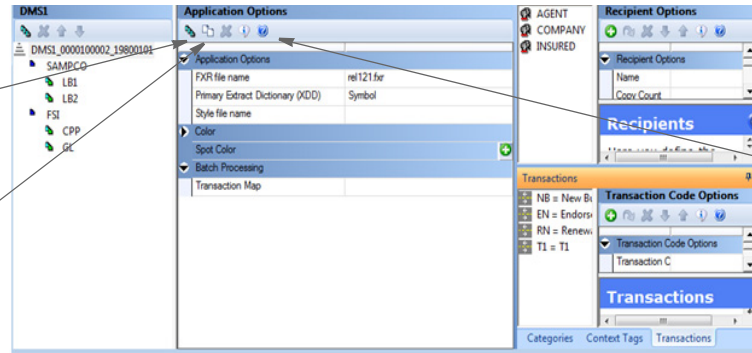 DMS1
DMS1_0000100002_19800101
SAMPCO
LB1
LB2
FSI
CPP
GL
Application Options
Application Options
FXR file name rel121.fxr
Primary Extract Dictionary (XDD) Symbol
Style file name
Color
Spot Color
Batch Processing
Transaction Map
AGENT
COMPANY
INSURED
Recipient Options
Recipient Options
Name
Copy Count
Recipients
Transactions
NB = New Bu
EN = Endorse
RN = Renewa
T1 = T1
Transaction Code Options
Transaction Code Options
Transaction C
Transactions
Categories Context Tags Transactions